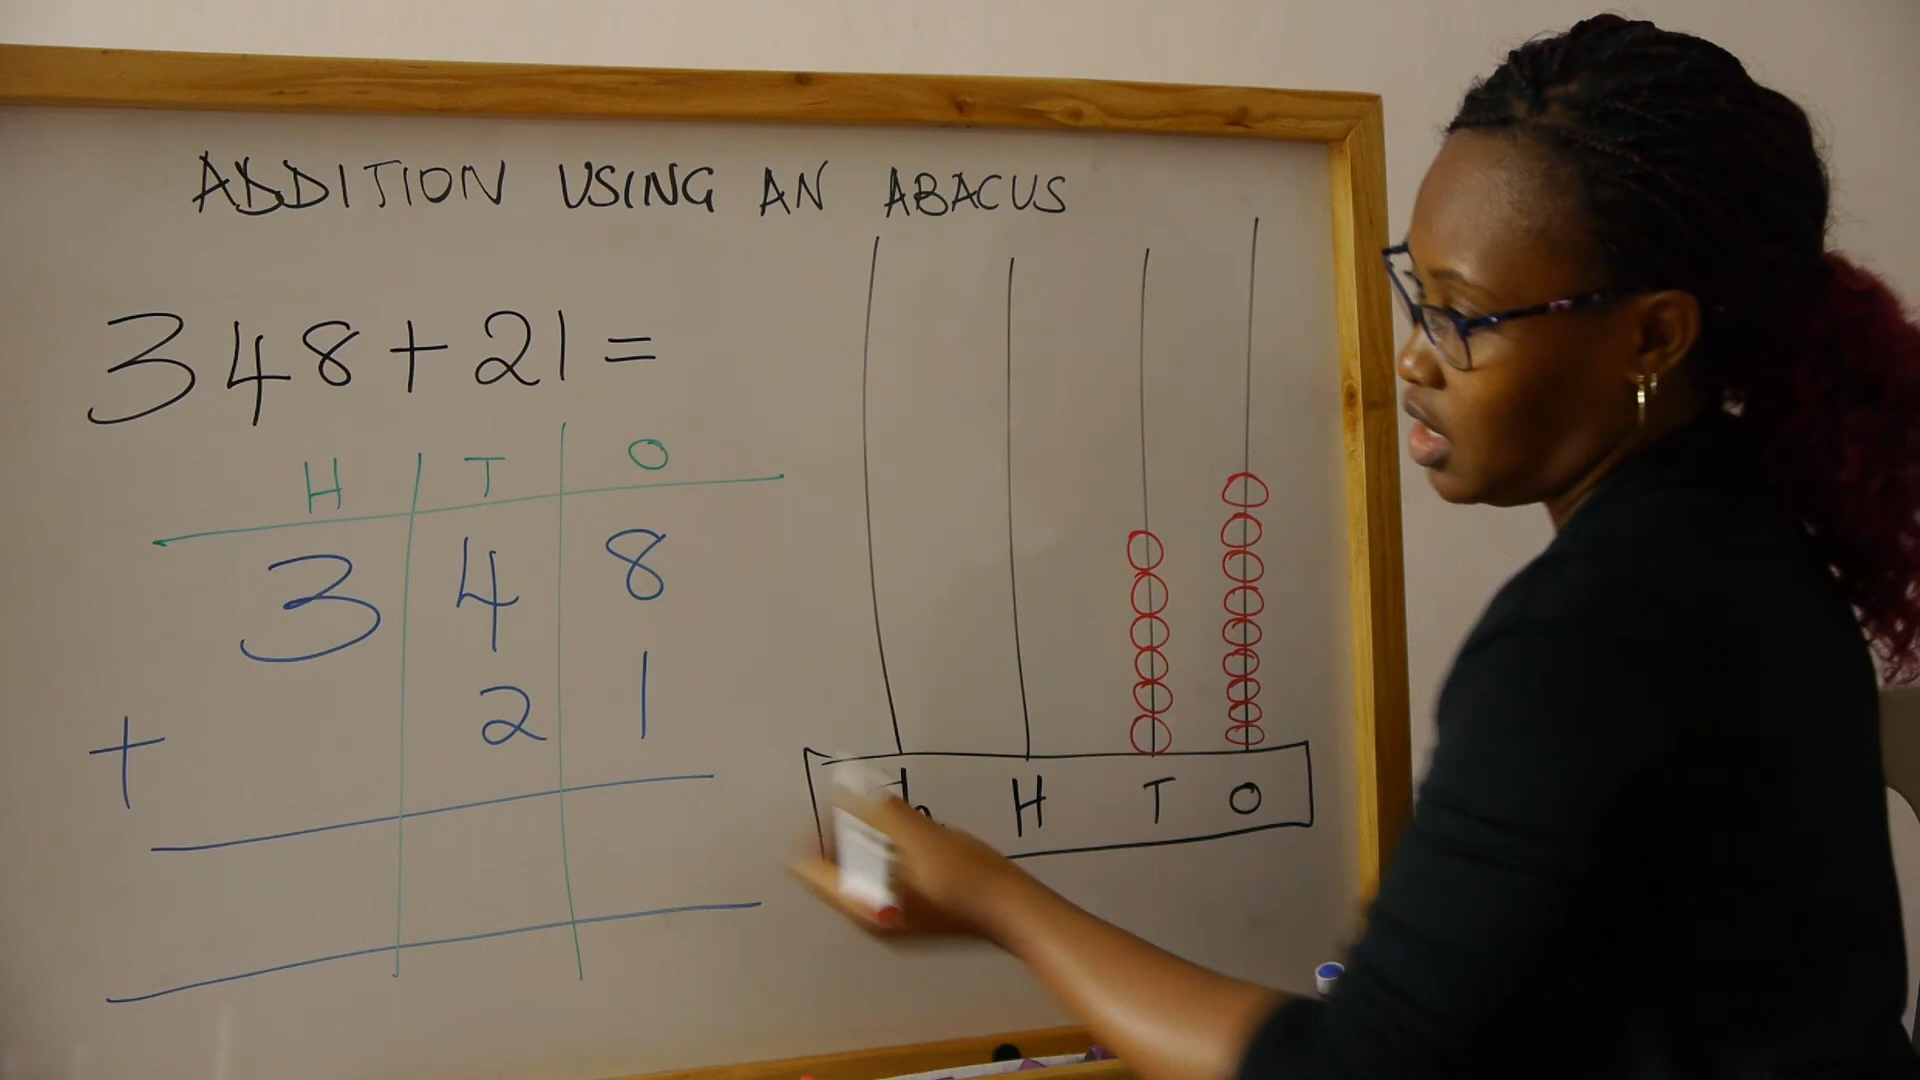 ADDITION USING AN ABACUS
348+21=
H T O
3 4 8
+ 2 1
H T O